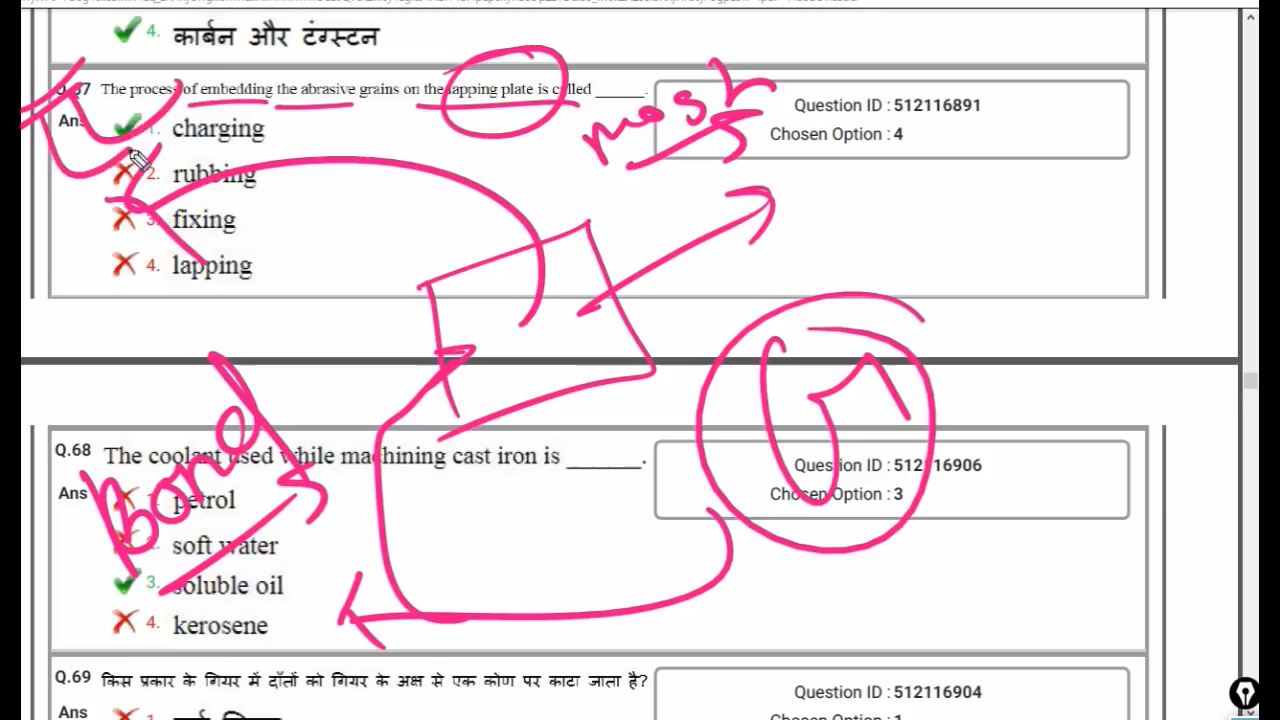 4. कार्बन और टंग्स्टन
Q.67 The process of embedding the abrasive grains on the lapping plate is called ______.
Ans
1. charging
2. rubbing
3. fixing
4. lapping
Question ID : 512116891
Chosen Option : 4
most
Bond
Q.68 The coolant used while machining cast iron is ______.
Ans
1. petrol
2. soft water
3. soluble oil
4. kerosene
Question ID : 512116906
Chosen Option : 3
Q.69 किस प्रकार के गियर में दाँतों को गियर के अक्ष से एक कोण पर काटा जाता है?
Ans
Question ID : 512116904